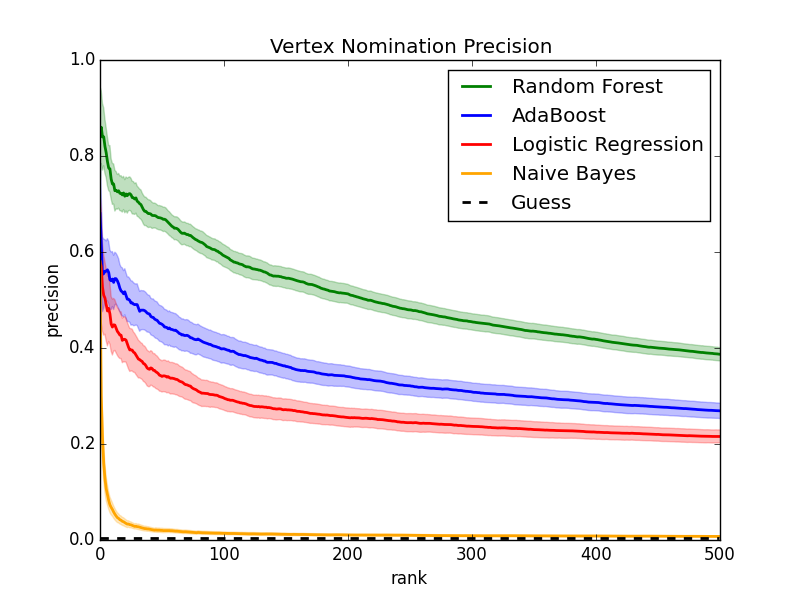 Vertex Nomination Precision
1.0
0.8
0.6
0.4
0.2
0.0
precision
Random Forest
AdaBoost
Logistic Regression
Naive Bayes
Guess
0 100 200 300 400 500
rank